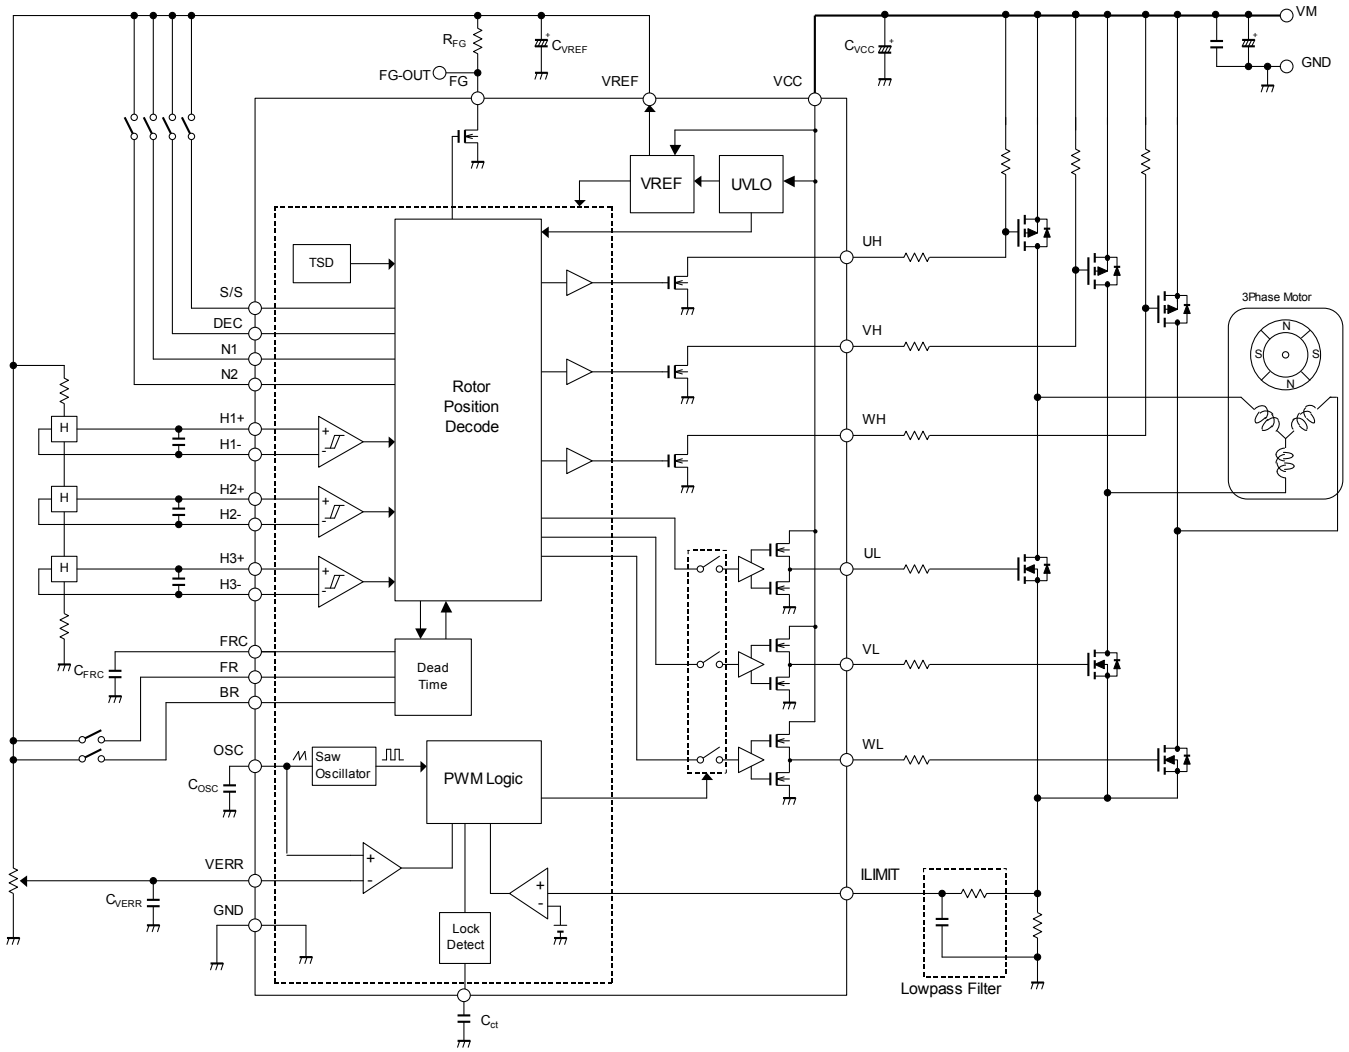 VM
R_FG
C_VREF
C_VCC
GND
FG-OUT
FG
VREF
VCC
VREF
UVLO
UH
TSD
S/S
DEC
N1
N2
3Phase Motor
N
S
S
N
VH
Rotor
Position
Decode
WH
H
H1+
H1-
+
-
H
H2+
H2-
+
-
H
H3+
H3-
+
-
UL
FRC
C_FRC
FR
BR
Dead
Time
VL
OSC
C_OSC
Saw
Oscillator
PWM Logic
WL
VERR
C_VERR
+
-
+
-
ILIMIT
GND
Lock
Detect
Lowpass Filter
C_ct